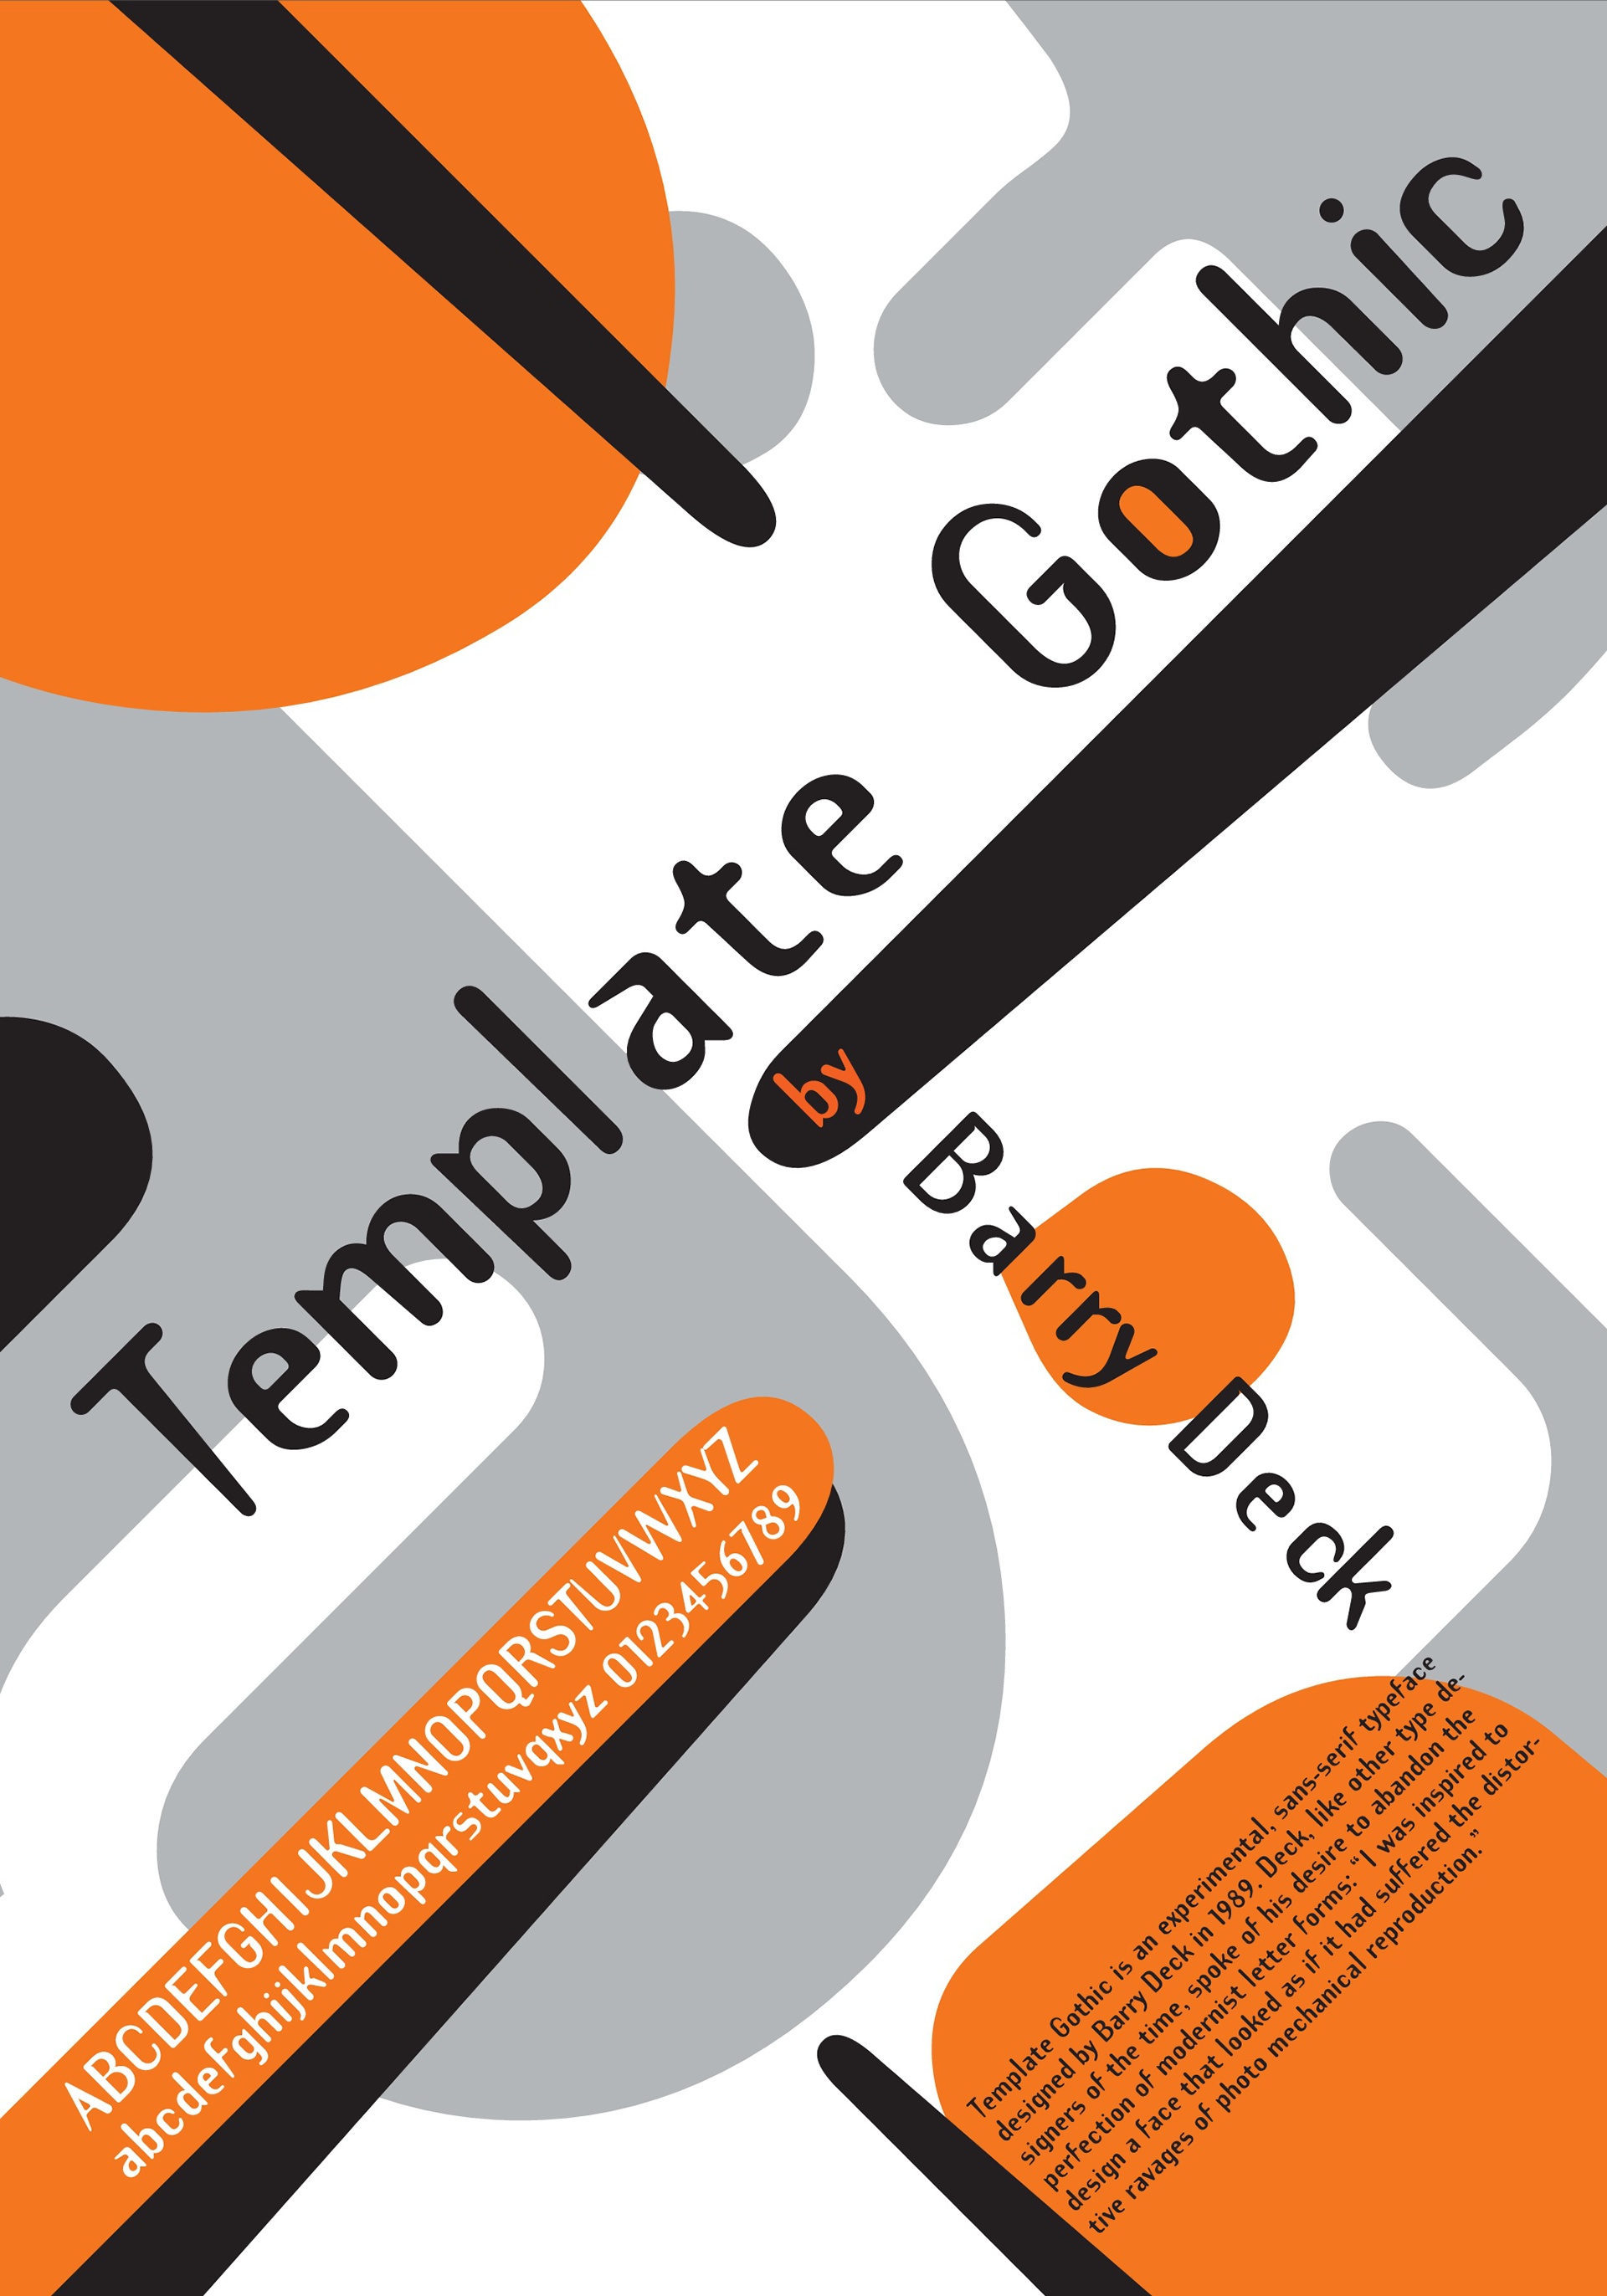 Template Gothic
by
Barry Deck
ABCDEFGHIJKLMNOPQRSTUVWXYZ
abcdefghijklmnopqrstuvqxyz 0123456789
Template Gothic is an experimental, sans-serif typeface
designed by Barry Deck in 1989. Deck, like other type de-
signers of the time, spoke of his desire to abandon the
perfection of modernist letter forms: “I was inspired to
design a face that looked as if it had suffered the distor-
tive ravages of photo mechanical reproduction.”